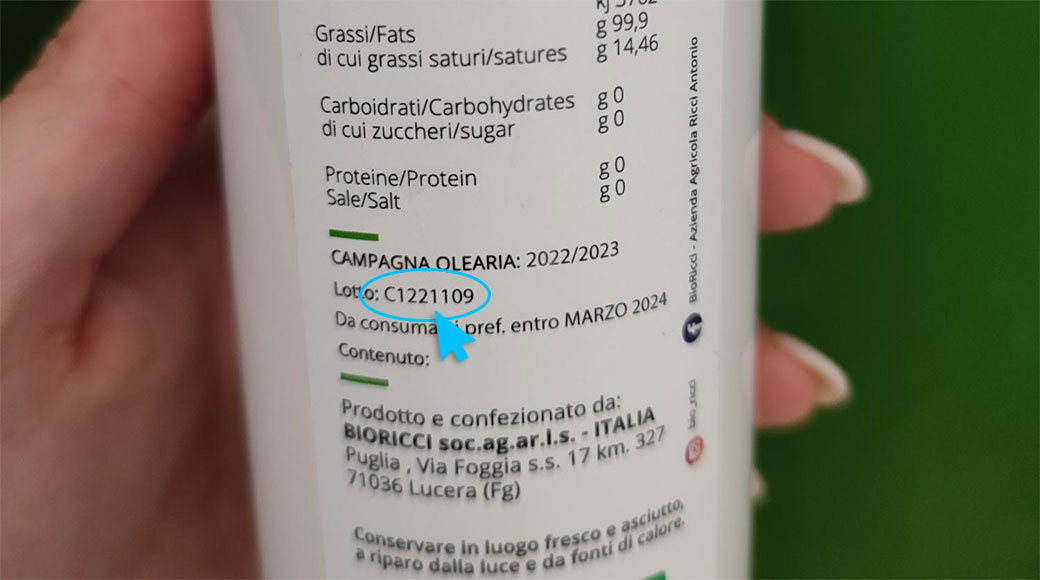 Grassi/Fats g 99,9
di cui grassi saturi/satures g 14,46
Carboidrati/Carbohydrates g 0
di cui zuccheri/sugar g 0
Proteine/Protein g 0
Sale/Salt g 0
CAMPAGNA OLEARIA: 2022/2023
Lotto: C1221109
Da consumarsi pref. entro MARZO 2024
Contenuto:
Prodotto e confezionato da:
BIORICCI soc.ag.ar.l.s. - ITALIA
Puglia , Via Foggia s.s. 17 km. 327
71036 Lucera (Fg)
Conservare in luogo fresco e asciutto,
a riparo dalla luce e da fonti di calore.
BioRicci - Azienda Agricola Ricci Antonio
bio_ricci